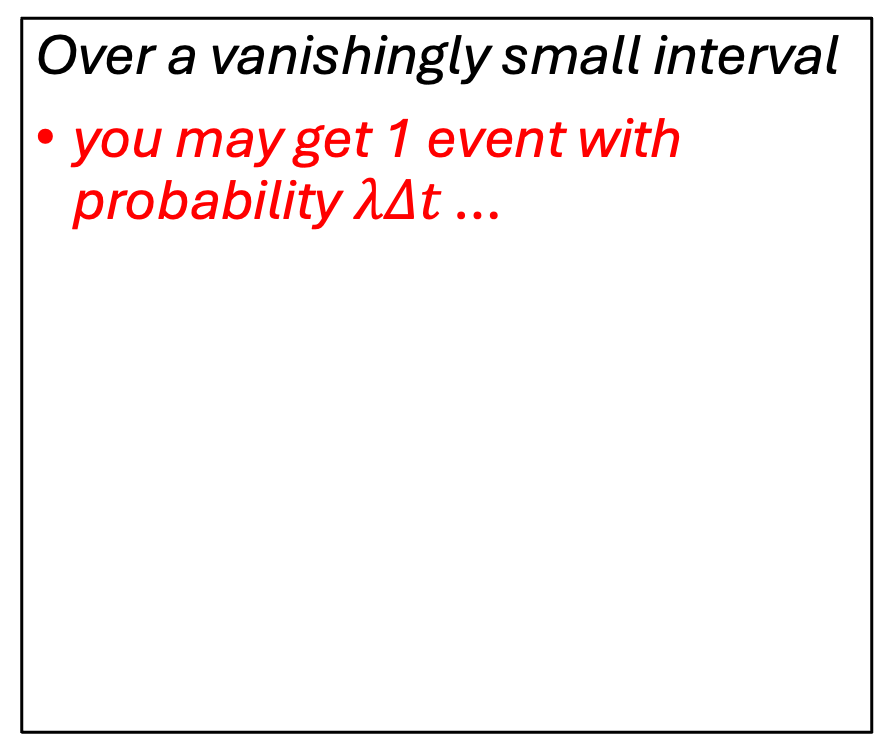 Over a vanishingly small interval
• you may get 1 event with
probability λΔt ...